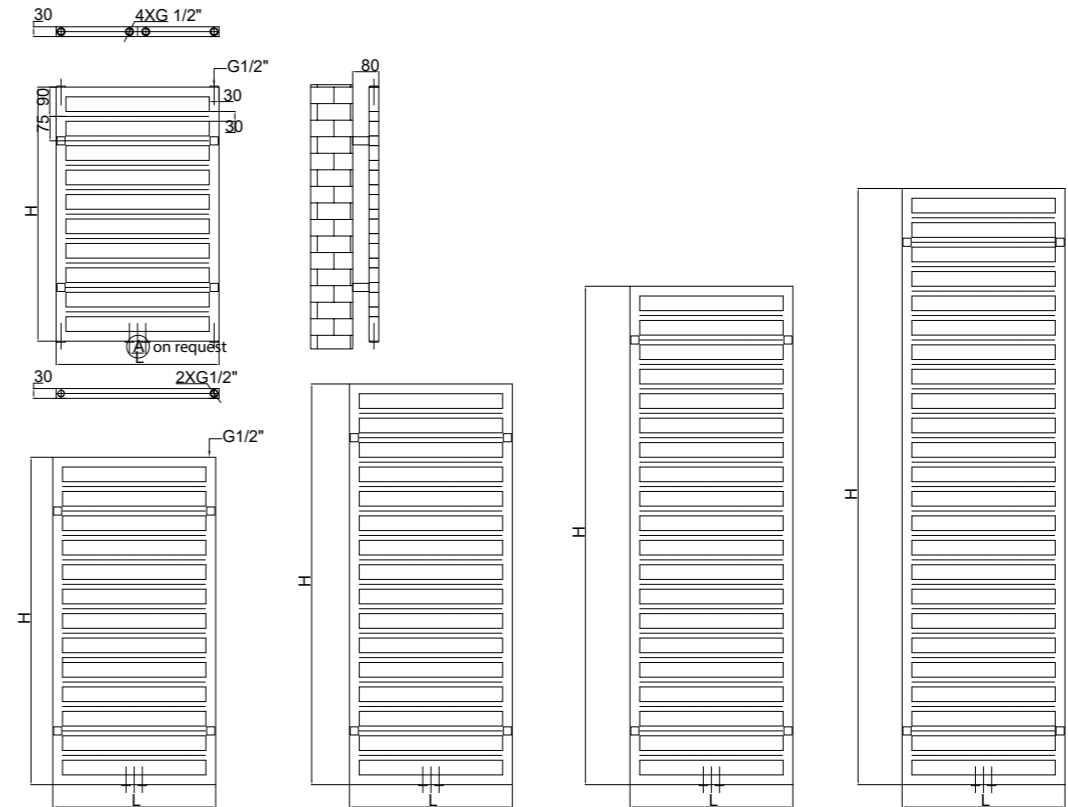 30
4XG 1/2"
G1/2"
80
90
30
75
30
H
A on request
L
30
2XG1/2"
G1/2"
H
L
H
L
H
L
H
L